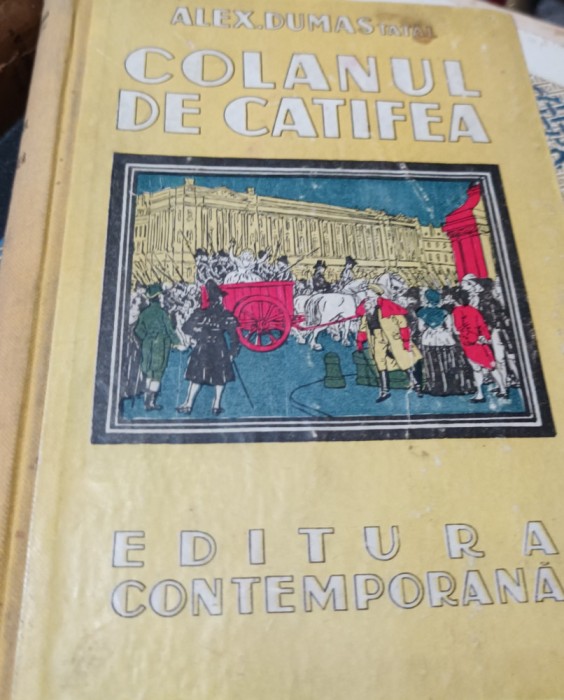 ALEX. DUMAS TATĂL
COLANUL
DE CATIFEA
EDITURA
CONTEMPORANĂ